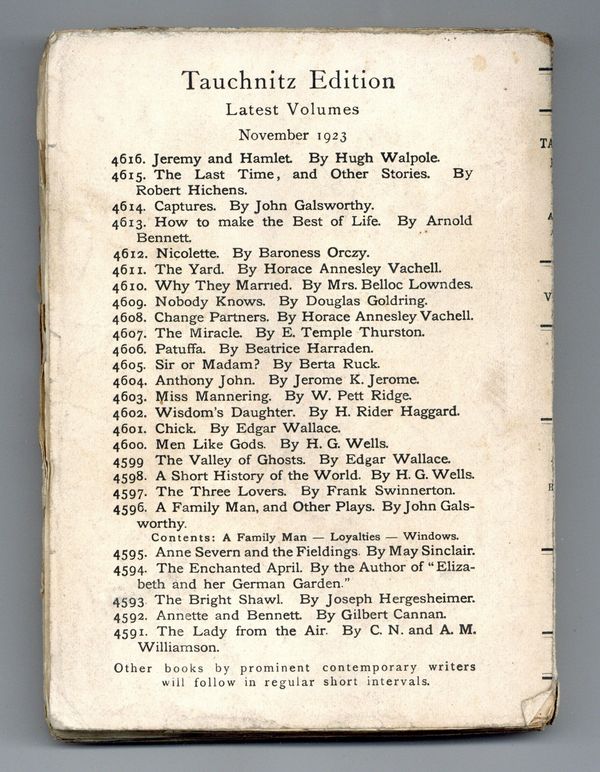 Tauchnitz Edition
Latest Volumes
November 1923
4616. Jeremy and Hamlet. By Hugh Walpole.
4615. The Last Time, and Other Stories. By
Robert Hichens.
4614. Captures. By John Galsworthy.
4613. How to make the Best of Life. By Arnold
Bennett.
4612. Nicolette. By Baroness Orczy.
4611. The Yard. By Horace Annesley Vachell.
4610. Why They Married. By Mrs. Belloc Lowndes.
4609. Nobody Knows. By Douglas Goldring.
4608. Change Partners. By Horace Annesley Vachell.
4607. The Miracle. By E. Temple Thurston.
4606. Patuffa. By Beatrice Harraden.
4605. Sir or Madam? By Berta Ruck.
4604. Anthony John. By Jerome K. Jerome.
4603. Miss Mannering. By W. Pett Ridge.
4602. Wisdom's Daughter. By H. Rider Haggard.
4601. Chick. By Edgar Wallace.
4600. Men Like Gods. By H. G. Wells.
4599 The Valley of Ghosts. By Edgar Wallace.
4598. A Short History of the World. By H. G. Wells.
4597. The Three Lovers. By Frank Swinnerton.
4596. A Family Man, and Other Plays. By John Gals-
worthy.
Contents: A Family Man — Loyalties — Windows.
4595. Anne Severn and the Fieldings. By May Sinclair.
4594. The Enchanted April. By the Author of "Eliza-
beth and her German Garden."
4593 The Bright Shawl. By Joseph Hergesheimer.
4592. Annette and Bennett. By Gilbert Cannan.
4591. The Lady from the Air. By C. N. and A. M.
Williamson.
Other books by prominent contemporary writers
will follow in regular short intervals.
TA